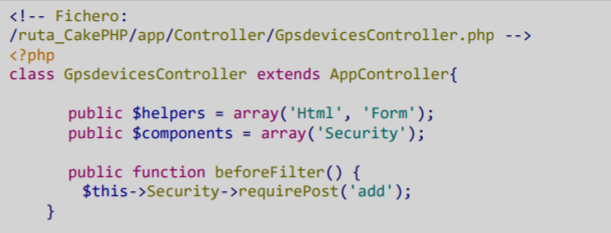 <!-- Fichero:
/ruta_CakePHP/app/Controller/GpsdevicesController.php -->
<?php
class GpsdevicesController extends AppController{
public $helpers = array('Html', 'Form');
public $components = array('Security');
public function beforeFilter() {
$this->Security->requirePost('add');
}